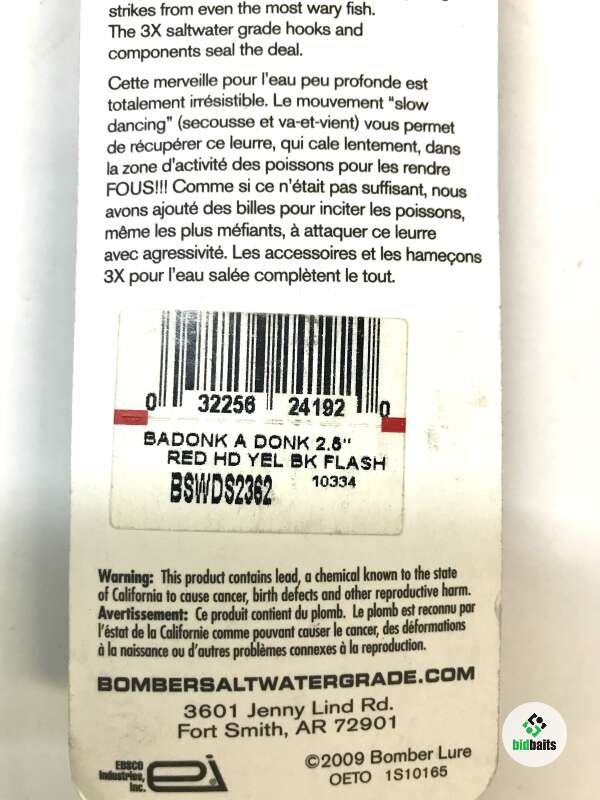 strikes from even the most wary fish.
The 3X saltwater grade hooks and
components seal the deal.
Cette merveille pour l'eau peu profonde est
totalement irrésistible. Le mouvement "slow
dancing" (secousse et va-et-vient) vous permet
de récupérer ce leurre, qui cale lentement, dans
la zone d'activité des poissons pour les rendre
FOUS!!! Comme si ce n'était pas suffisant, nous
avons ajouté des billes pour inciter les poissons,
même les plus méfiants, à attaquer ce leurre
avec agressivité. Les accessoires et les hameçons
3X pour l'eau salée complètent le tout.
0 32256 24192 0
BADONK A DONK 2.5"
RED HD YEL BK FLASH
BSWDS2362 10334
Warning: This product contains lead, a chemical known to the state
of California to cause cancer, birth defects and other reproductive harm.
Avertissement: Ce produit contient du plomb. Le plomb est reconnu par
l'éstat de la Californie comme pouvant causer le cancer, des déformations
à la naissance ou d'autres problèmes connexes à la reproduction.
BOMBERSALTWATERGRADE.COM
3601 Jenny Lind Rd.
Fort Smith, AR 72901
EBSCO
Industries,
Inc.
ei
©2009 Bomber Lure
OETO 1S10165
bidbaits